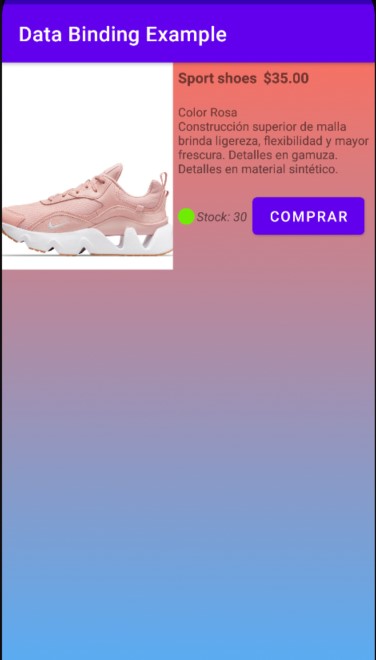 Data Binding Example
Sport shoes $35.00
Color Rosa
Construcción superior de malla
brinda ligereza, flexibilidad y mayor
frescura. Detalles en gamuza.
Detalles en material sintético.
Stock: 30
COMPRAR